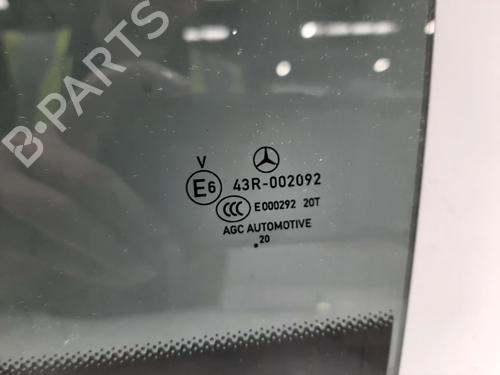 B-PARTS
V
E6 43R-002092
CCC E000292 20T
AGC AUTOMOTIVE
.20